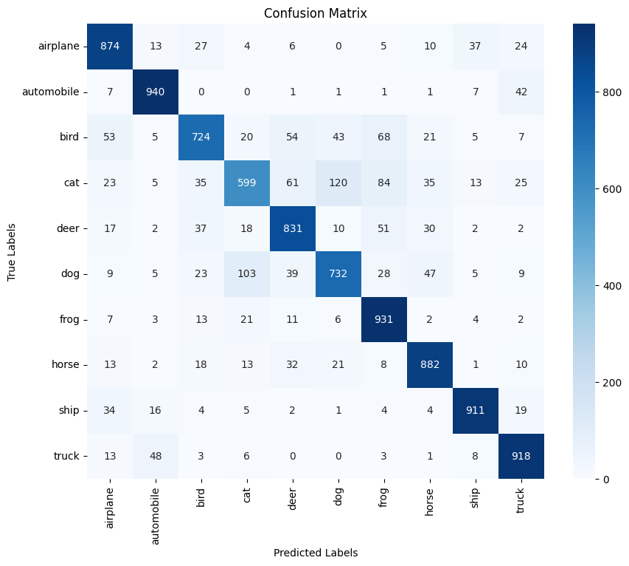 Confusion Matrix
airplane 874 13 27 4 6 0 5 10 37 24
automobile 7 940 0 0 1 1 1 1 7 42
bird 53 5 724 20 54 43 68 21 5 7
cat 23 5 35 599 61 120 84 35 13 25
deer 17 2 37 18 831 10 51 30 2 2
dog 9 5 23 103 39 732 28 47 5 9
frog 7 3 13 21 11 6 931 2 4 2
horse 13 2 18 13 32 21 8 882 1 10
ship 34 16 4 5 2 1 4 4 911 19
truck 13 48 3 6 0 0 3 1 8 918
True Labels
airplane automobile bird cat deer dog frog horse ship truck
Predicted Labels
800
600
400
200
0